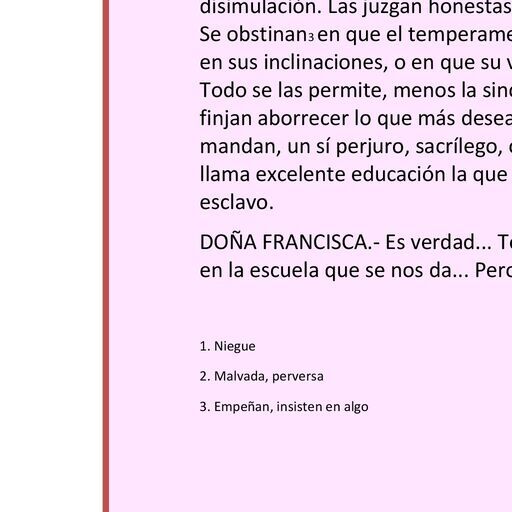 disimulación. Las juzgan honestas
Se obstinan3 en que el temperame
en sus inclinaciones, o en que su v
Todo se las permite, menos la sin
finjan aborrecer lo que más desea
mandan, un sí perjuro, sacrílego,
llama excelente educación la que
esclavo.
DOÑA FRANCISCA.- Es verdad... To
en la escuela que se nos da... Pero
1. Niegue
2. Malvada, perversa
3. Empeñan, insisten en algo